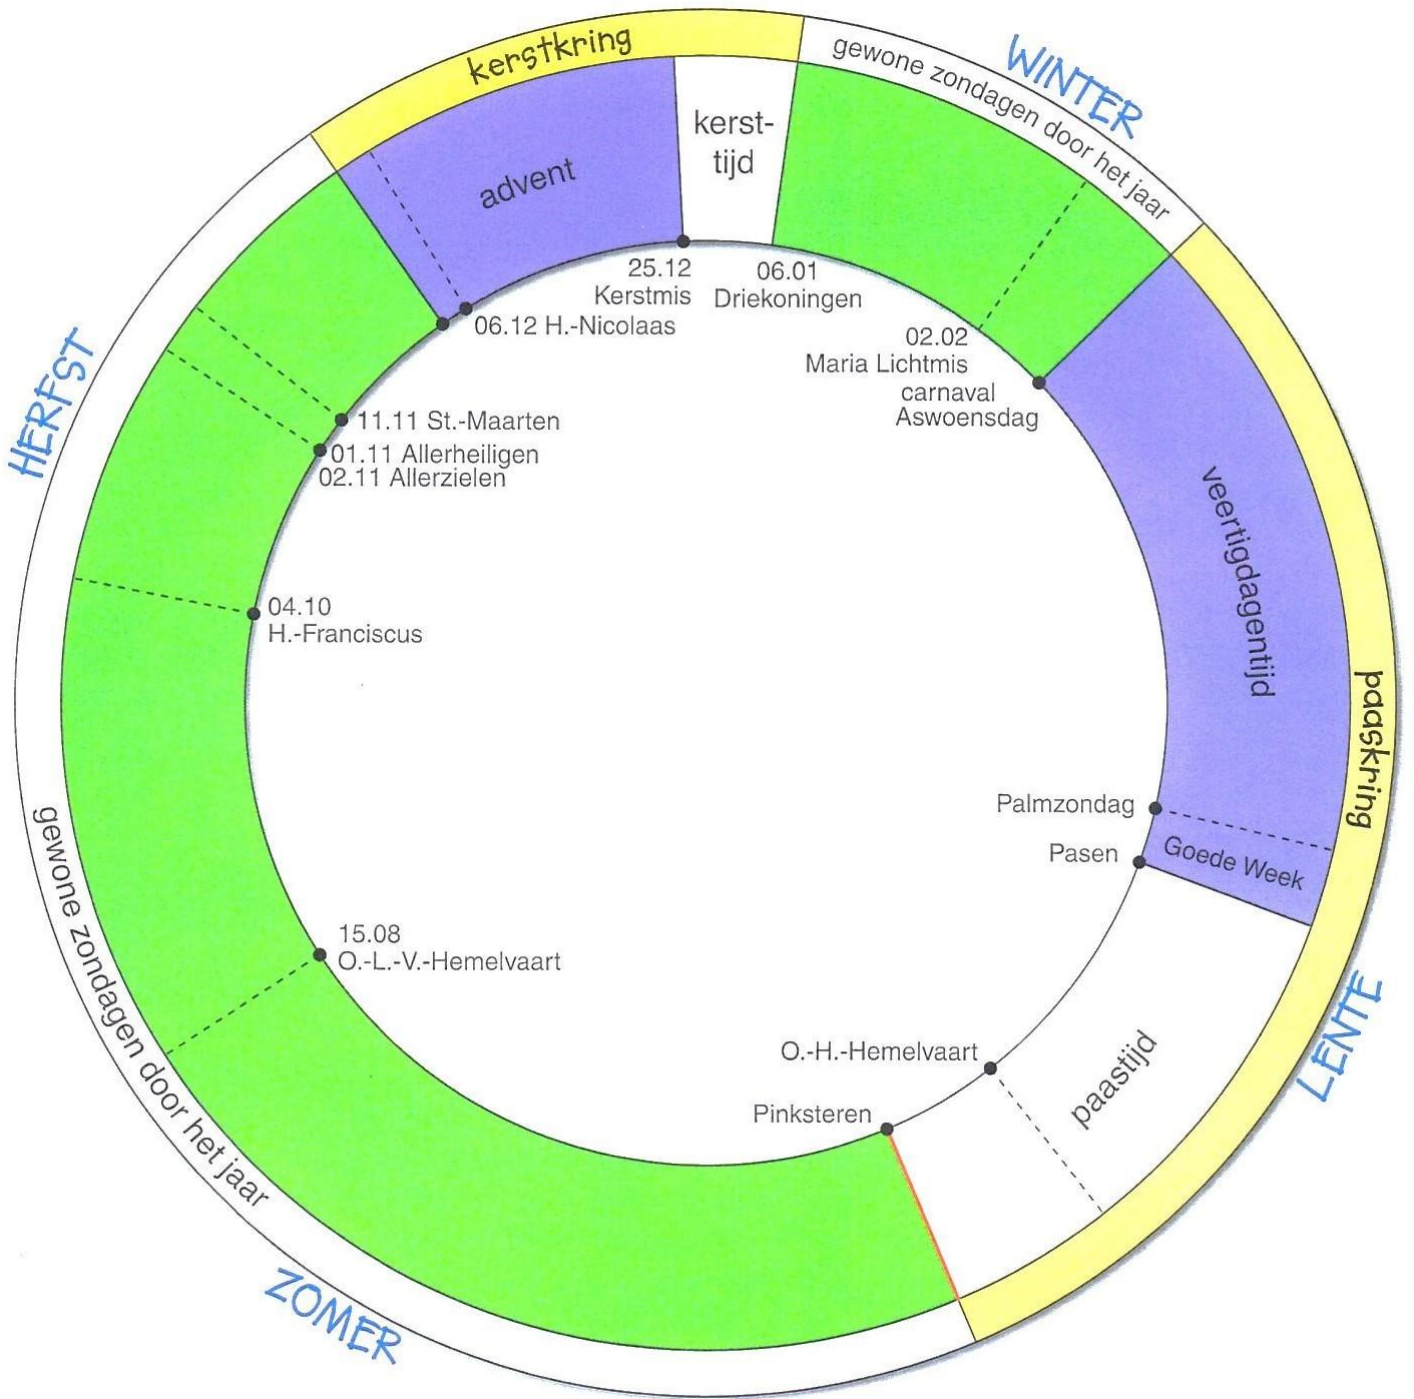 kerstkring
gewone zondagen door het jaar
WINTER
advent
kerst-
tijd
25.12
Kerstmis
06.01
Driekoningen
06.12 H.-Nicolaas
02.02
Maria Lichtmis
carnaval
Aswoensdag
HERFST
11.11 St.-Maarten
01.11 Allerheiligen
02.11 Allerzielen
veertigdagentijd
04.10
H.-Franciscus
paaskring
Palmzondag
Pasen
Goede Week
gewone zondagen door het jaar
15.08
O.-L.-V.-Hemelvaart
O.-H.-Hemelvaart
paastijd
LENTE
Pinksteren
ZOMER